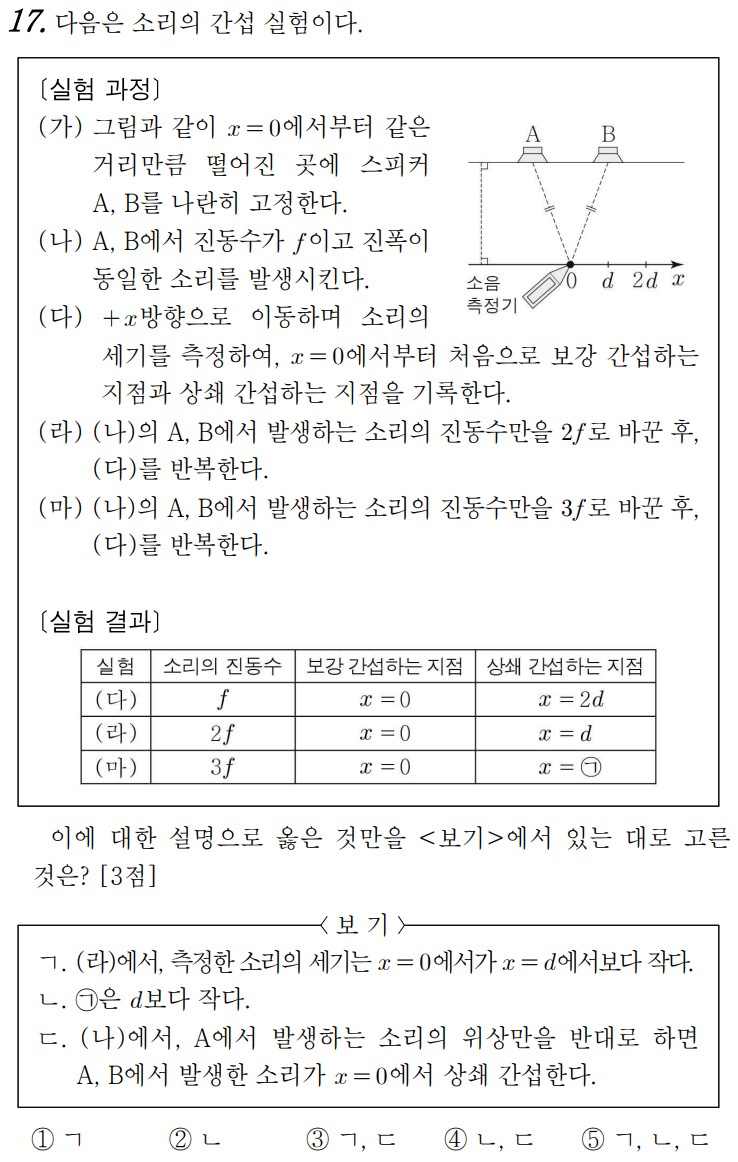 17. 다음은 소리의 간섭 실험이다.
〔실험 과정〕
(가) 그림과 같이 x=0에서부터 같은
거리만큼 떨어진 곳에 스피커
A, B를 나란히 고정한다.
(나) A, B에서 진동수가 f이고 진폭이
동일한 소리를 발생시킨다.
(다) +x방향으로 이동하며 소리의
세기를 측정하여, x=0에서부터 처음으로 보강 간섭하는
지점과 상쇄 간섭하는 지점을 기록한다.
(라) (나)의 A, B에서 발생하는 소리의 진동수만을 2f로 바꾼 후,
(다)를 반복한다.
(마) (나)의 A, B에서 발생하는 소리의 진동수만을 3f로 바꾼 후,
(다)를 반복한다.
A B
0 d 2d x
소음
측정기
〔실험 결과〕
실험 소리의 진동수 보강 간섭하는 지점 상쇄 간섭하는 지점
(다) f x=0 x=2d
(라) 2f x=0 x=d
(마) 3f x=0 x=㉠
이에 대한 설명으로 옳은 것만을 <보기>에서 있는 대로 고른
것은? [3점]
〈보 기〉
ㄱ. (라)에서, 측정한 소리의 세기는 x=0에서가 x=d에서보다 작다.
ㄴ. ㉠은 d보다 작다.
ㄷ. (나)에서, A에서 발생하는 소리의 위상만을 반대로 하면
A, B에서 발생한 소리가 x=0에서 상쇄 간섭한다.
① ㄱ ② ㄴ ③ ㄱ, ㄷ ④ ㄴ, ㄷ ⑤ ㄱ, ㄴ, ㄷ